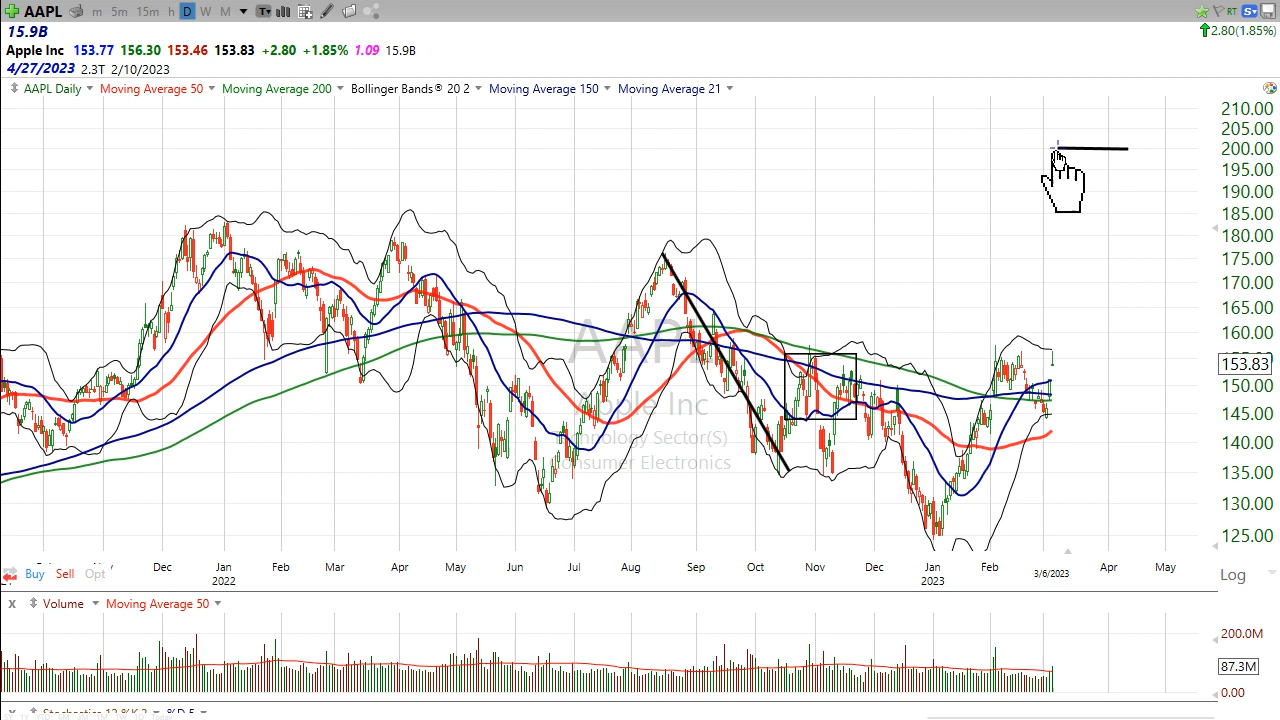 AAPL m 5m 15m h D W M T RT S
15.9B 2.80(1.85%)
Apple Inc 153.77 156.30 153.46 153.83 +2.80 +1.85% 1.09 15.9B
4/27/2023 2.3T 2/10/2023
AAPL Daily Moving Average 50 Moving Average 200 Bollinger Bands® 20 2 Moving Average 150 Moving Average 21
210.00
205.00
200.00
195.00
190.00
185.00
180.00
175.00
170.00
165.00
160.00
153.83
150.00
145.00
140.00
135.00
130.00
125.00
AAPL
Apple Inc
Technology Sector(S)
Consumer Electronics
Dec Jan Feb Mar Apr May Jun Jul Aug Sep Oct Nov Dec Jan Feb 3/6/2023 Apr May
2022 2023
Buy Sell Opt Log
x Volume Moving Average 50
200.0M
87.3M
0.00
Stochastics 12 %K 3 %D 5